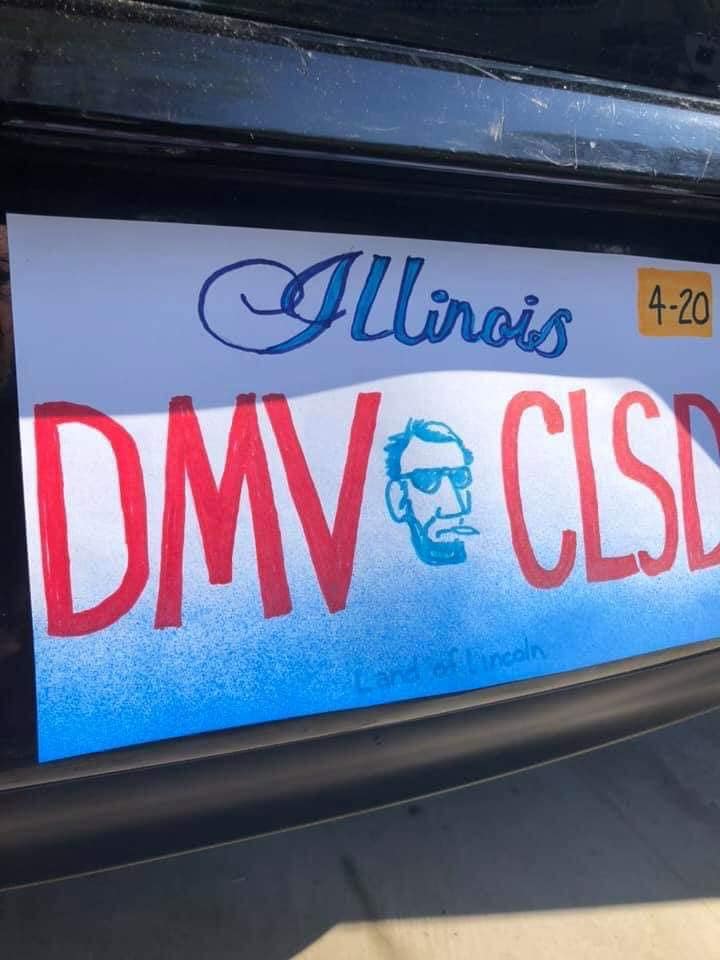 Illinois
4-20
DMV CLSD
Land of Lincoln